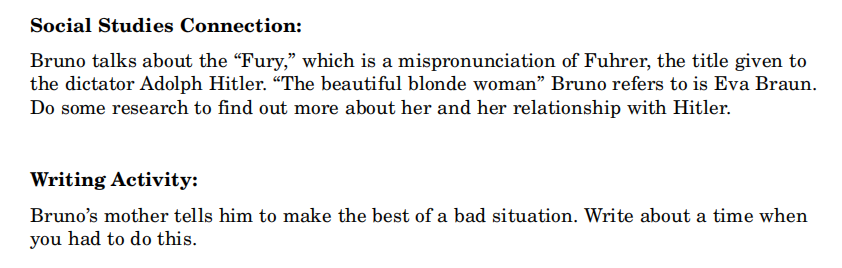 Social Studies Connection:
Bruno talks about the “Fury,” which is a mispronunciation of Fuhrer, the title given to
the dictator Adolph Hitler. “The beautiful blonde woman” Bruno refers to is Eva Braun.
Do some research to find out more about her and her relationship with Hitler.
Writing Activity:
Bruno’s mother tells him to make the best of a bad situation. Write about a time when
you had to do this.